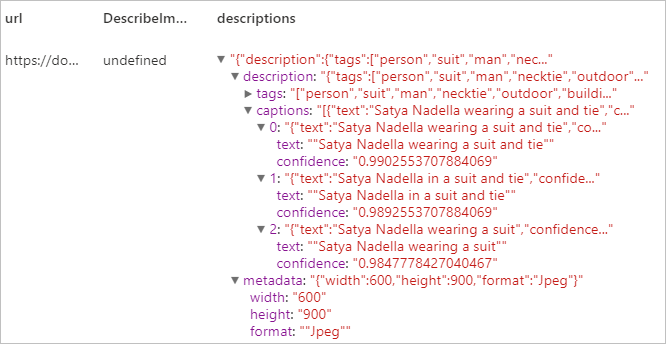 url DescribeIm... descriptions
https://do... undefined "{"description":{"tags":["person","suit","man","nec...
description: "{"tags":["person","suit","man","necktie","outdoor"...
tags: "["person","suit","man","necktie","outdoor","buildi...
captions: "[{"text":"Satya Nadella wearing a suit and tie","c...
0: "{"text":"Satya Nadella wearing a suit and tie","co...
text: ""Satya Nadella wearing a suit and tie""
confidence: "0.9902553707884069"
1: "{"text":"Satya Nadella in a suit and tie","confide..."
text: ""Satya Nadella in a suit and tie""
confidence: "0.9892553707884069"
2: "{"text":"Satya Nadella wearing a suit","confidence...
text: ""Satya Nadella wearing a suit""
confidence: "0.9847778427040467"
metadata: "{"width":600,"height":900,"format":"Jpeg"}"
width: "600"
height: "900"
format: ""Jpeg""